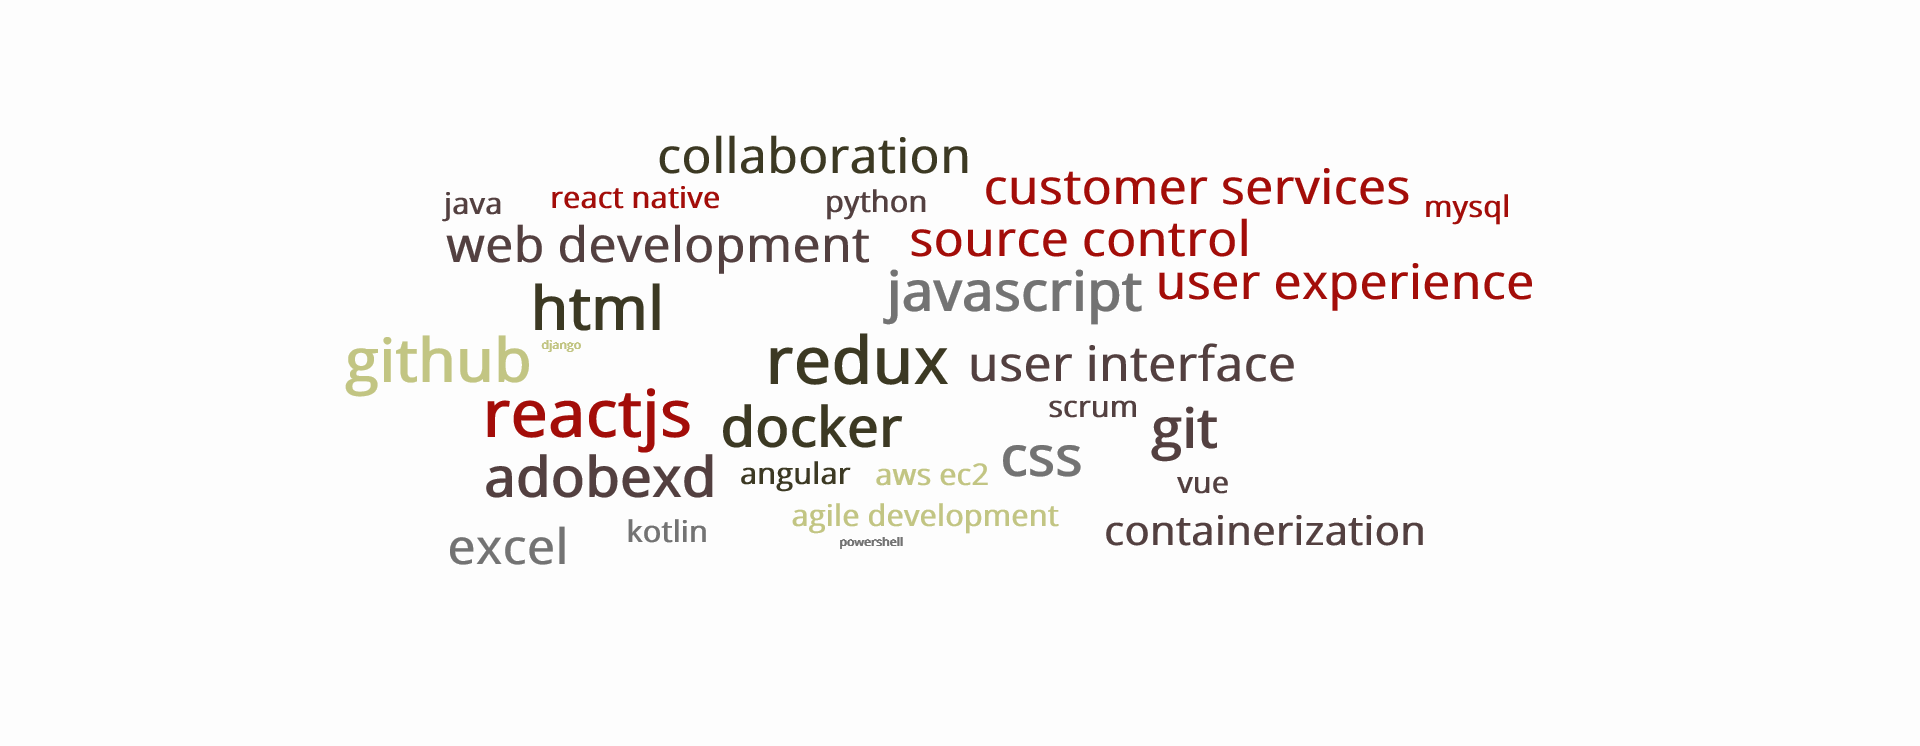 collaboration
customer services
java
react native
python
mysql
web development
source control
javascript
user experience
html
github
django
redux
user interface
reactjs
docker
scrum
git
css
adobexd
angular
aws ec2
vue
agile development
containerization
excel
kotlin
powershell